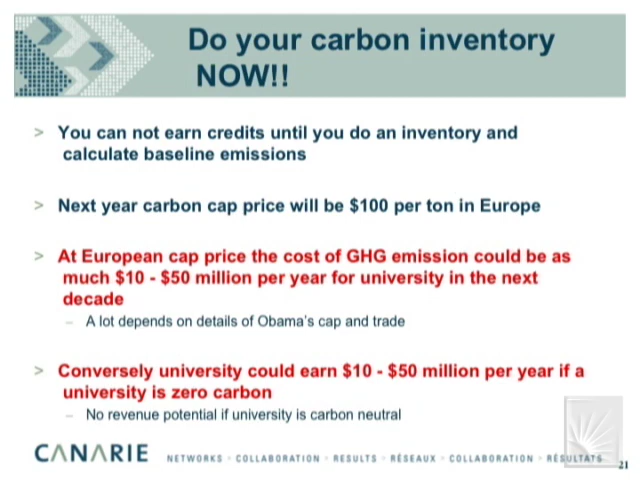 Do your carbon inventory
NOW!!
> You can not earn credits until you do an inventory and
calculate baseline emissions
> Next year carbon cap price will be $100 per ton in Europe
> At European cap price the cost of GHG emission could be as
much $10 - $50 million per year for university in the next
decade
– A lot depends on details of Obama's cap and trade
> Conversely university could earn $10 - $50 million per year if a
university is zero carbon
– No revenue potential if university is carbon neutral
CANARIE NETWORKS · COLLABORATION · RESULTS · RÉSEAUX · COLLABORATION · RÉSULTATS 21